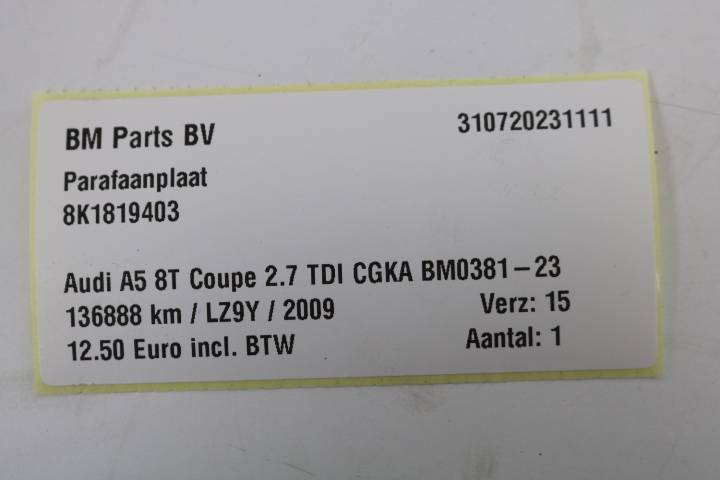 BM Parts BV 310720231111
Parafaanplaat
8K1819403
Audi A5 8T Coupe 2.7 TDI CGKA BM0381-23
136888 km / LZ9Y / 2009 Verz: 15
12.50 Euro incl. BTW Aantal: 1